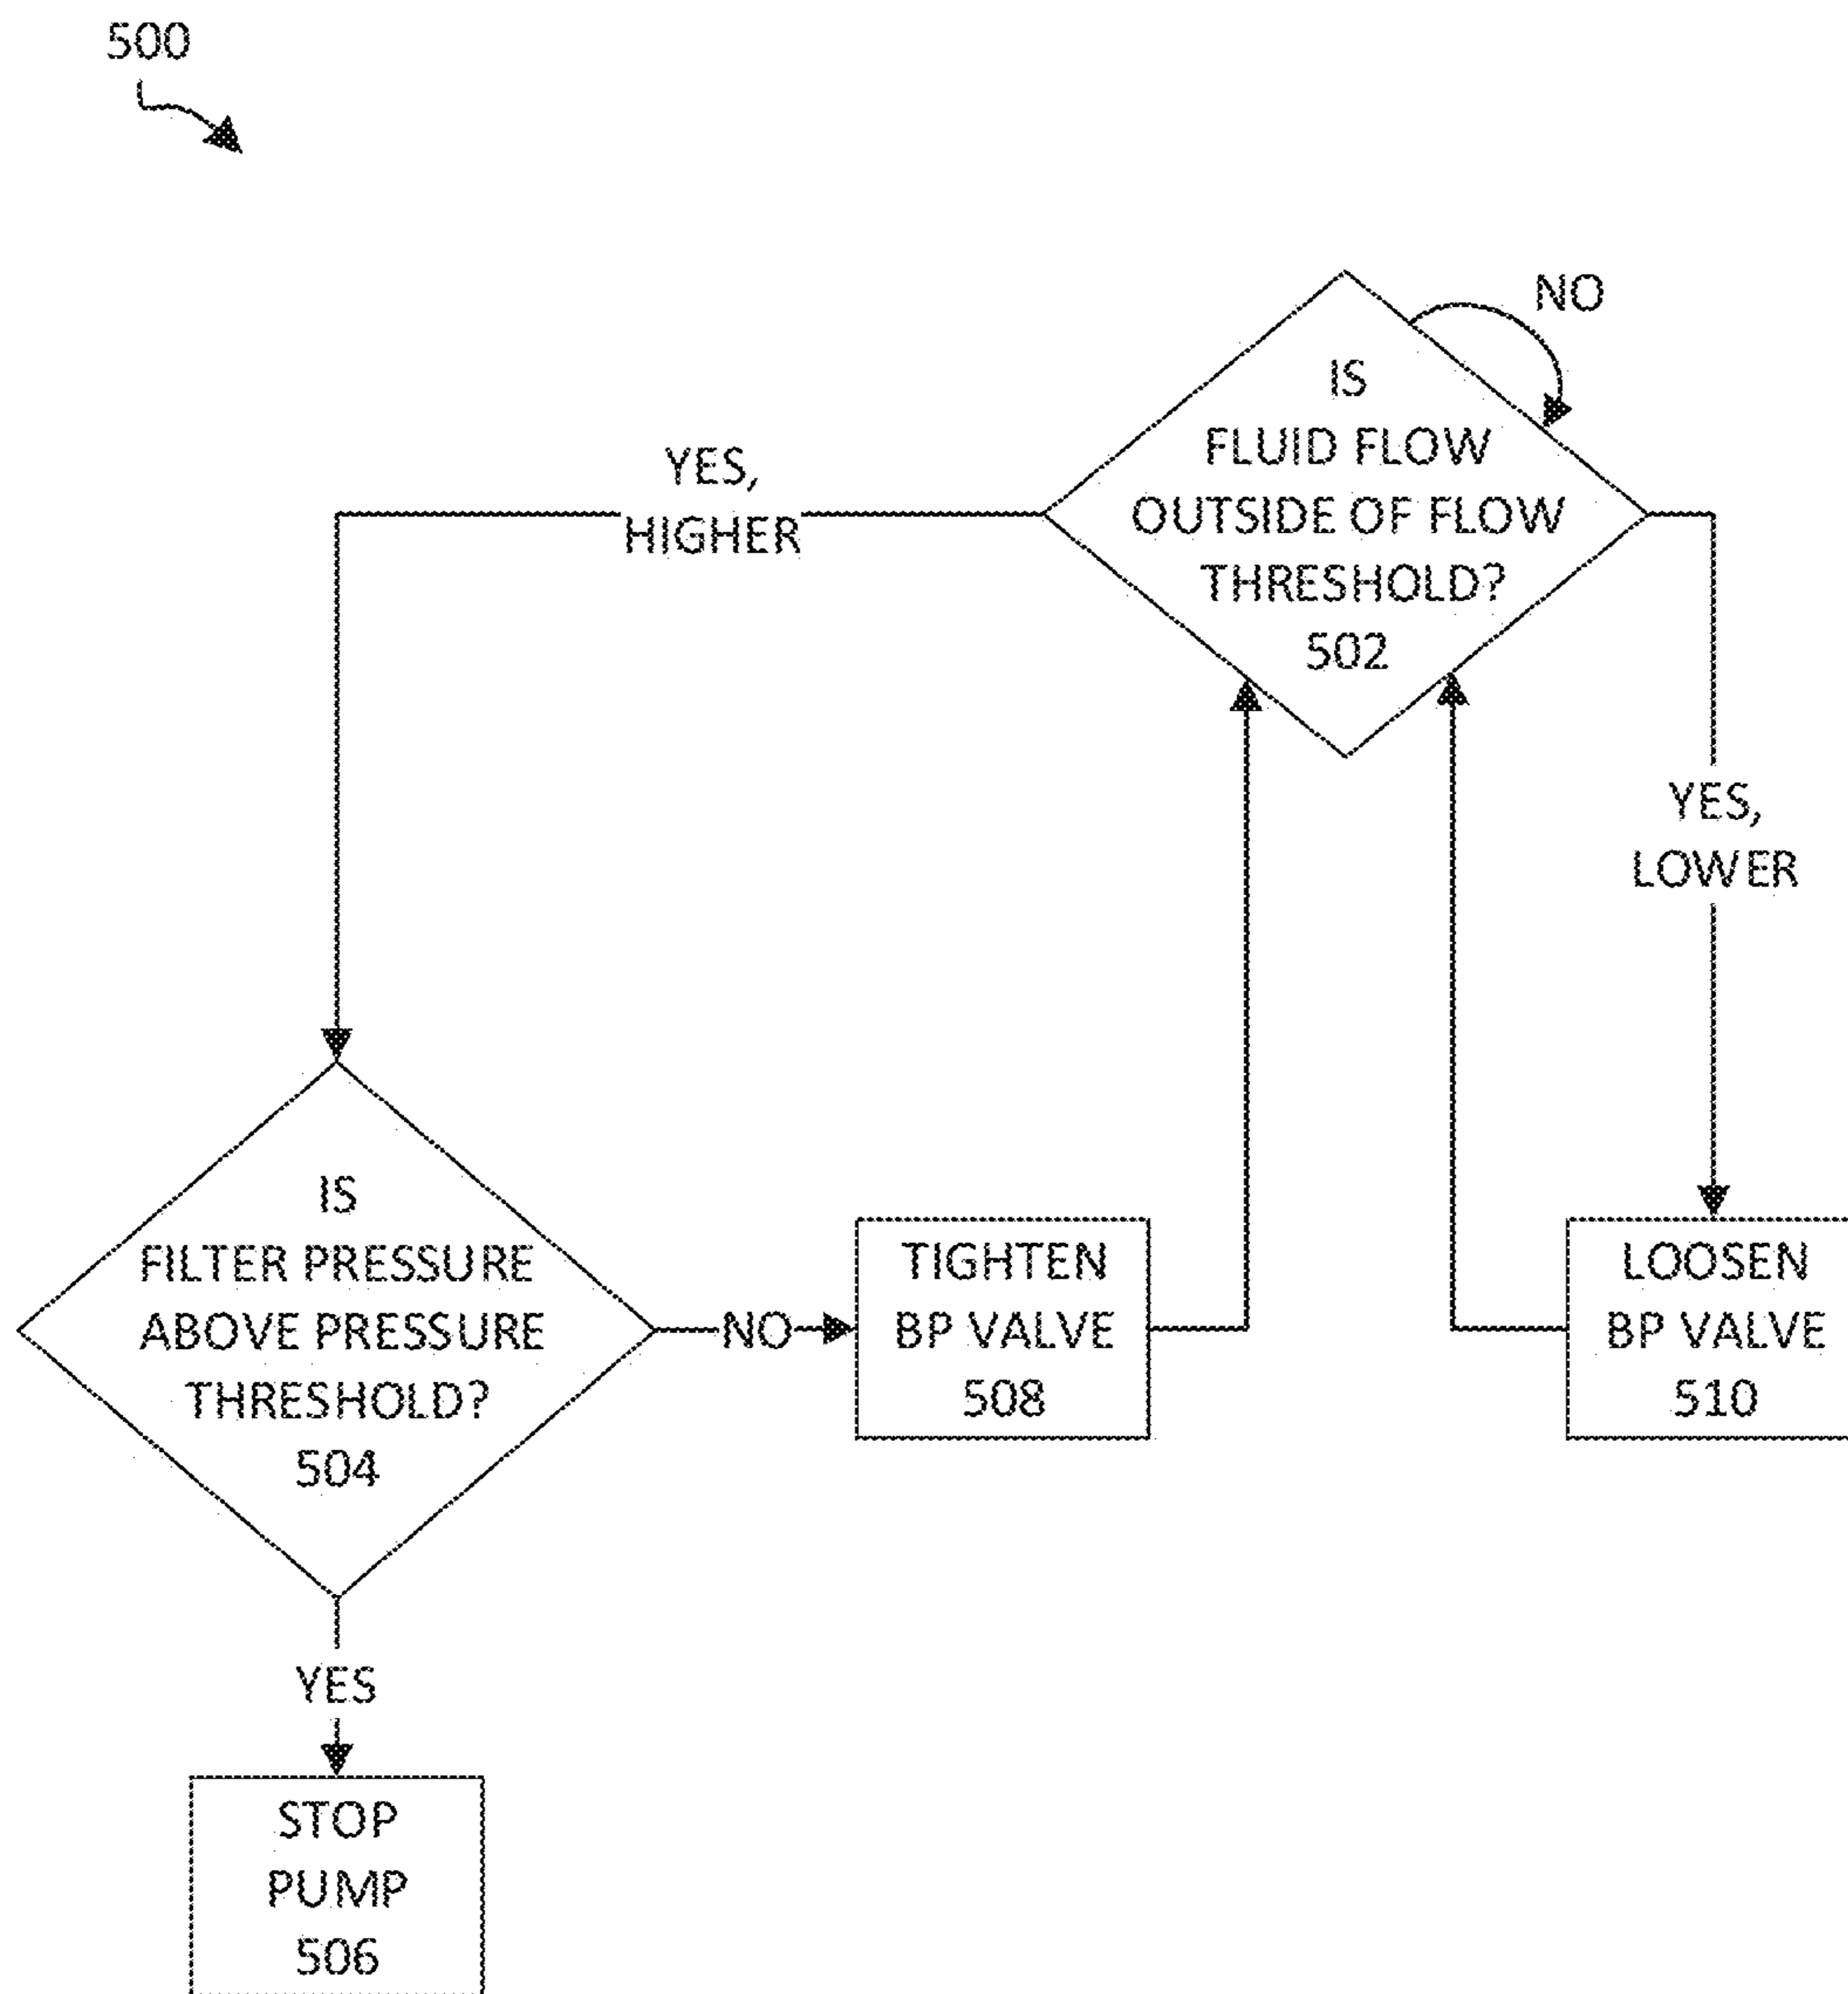 500
NO
IS
FLUID FLOW
OUTSIDE OF FLOW
THRESHOLD?
502
YES,
HIGHER
YES,
LOWER
IS
FILTER PRESSURE
ABOVE PRESSURE
THRESHOLD?
504
NO
TIGHTEN
BP VALVE
508
LOOSEN
BP VALVE
510
YES
STOP
PUMP
506